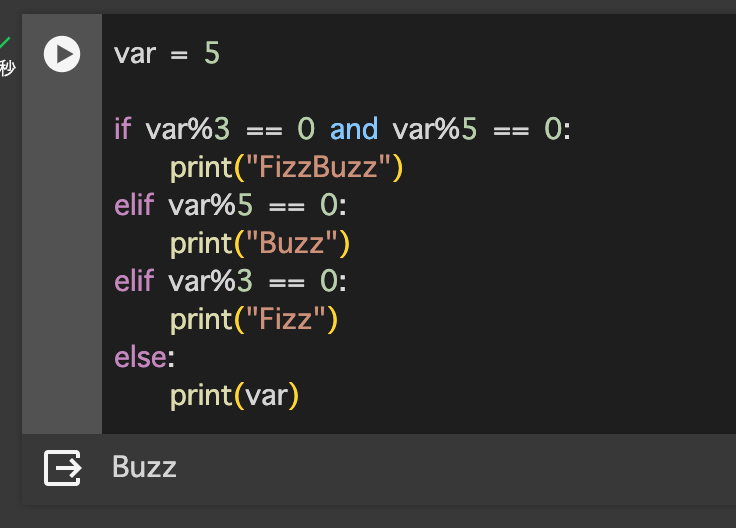 秒
var = 5
if var%3 == 0 and var%5 == 0:
    print("FizzBuzz")
elif var%5 == 0:
    print("Buzz")
elif var%3 == 0:
    print("Fizz")
else:
    print(var)
Buzz